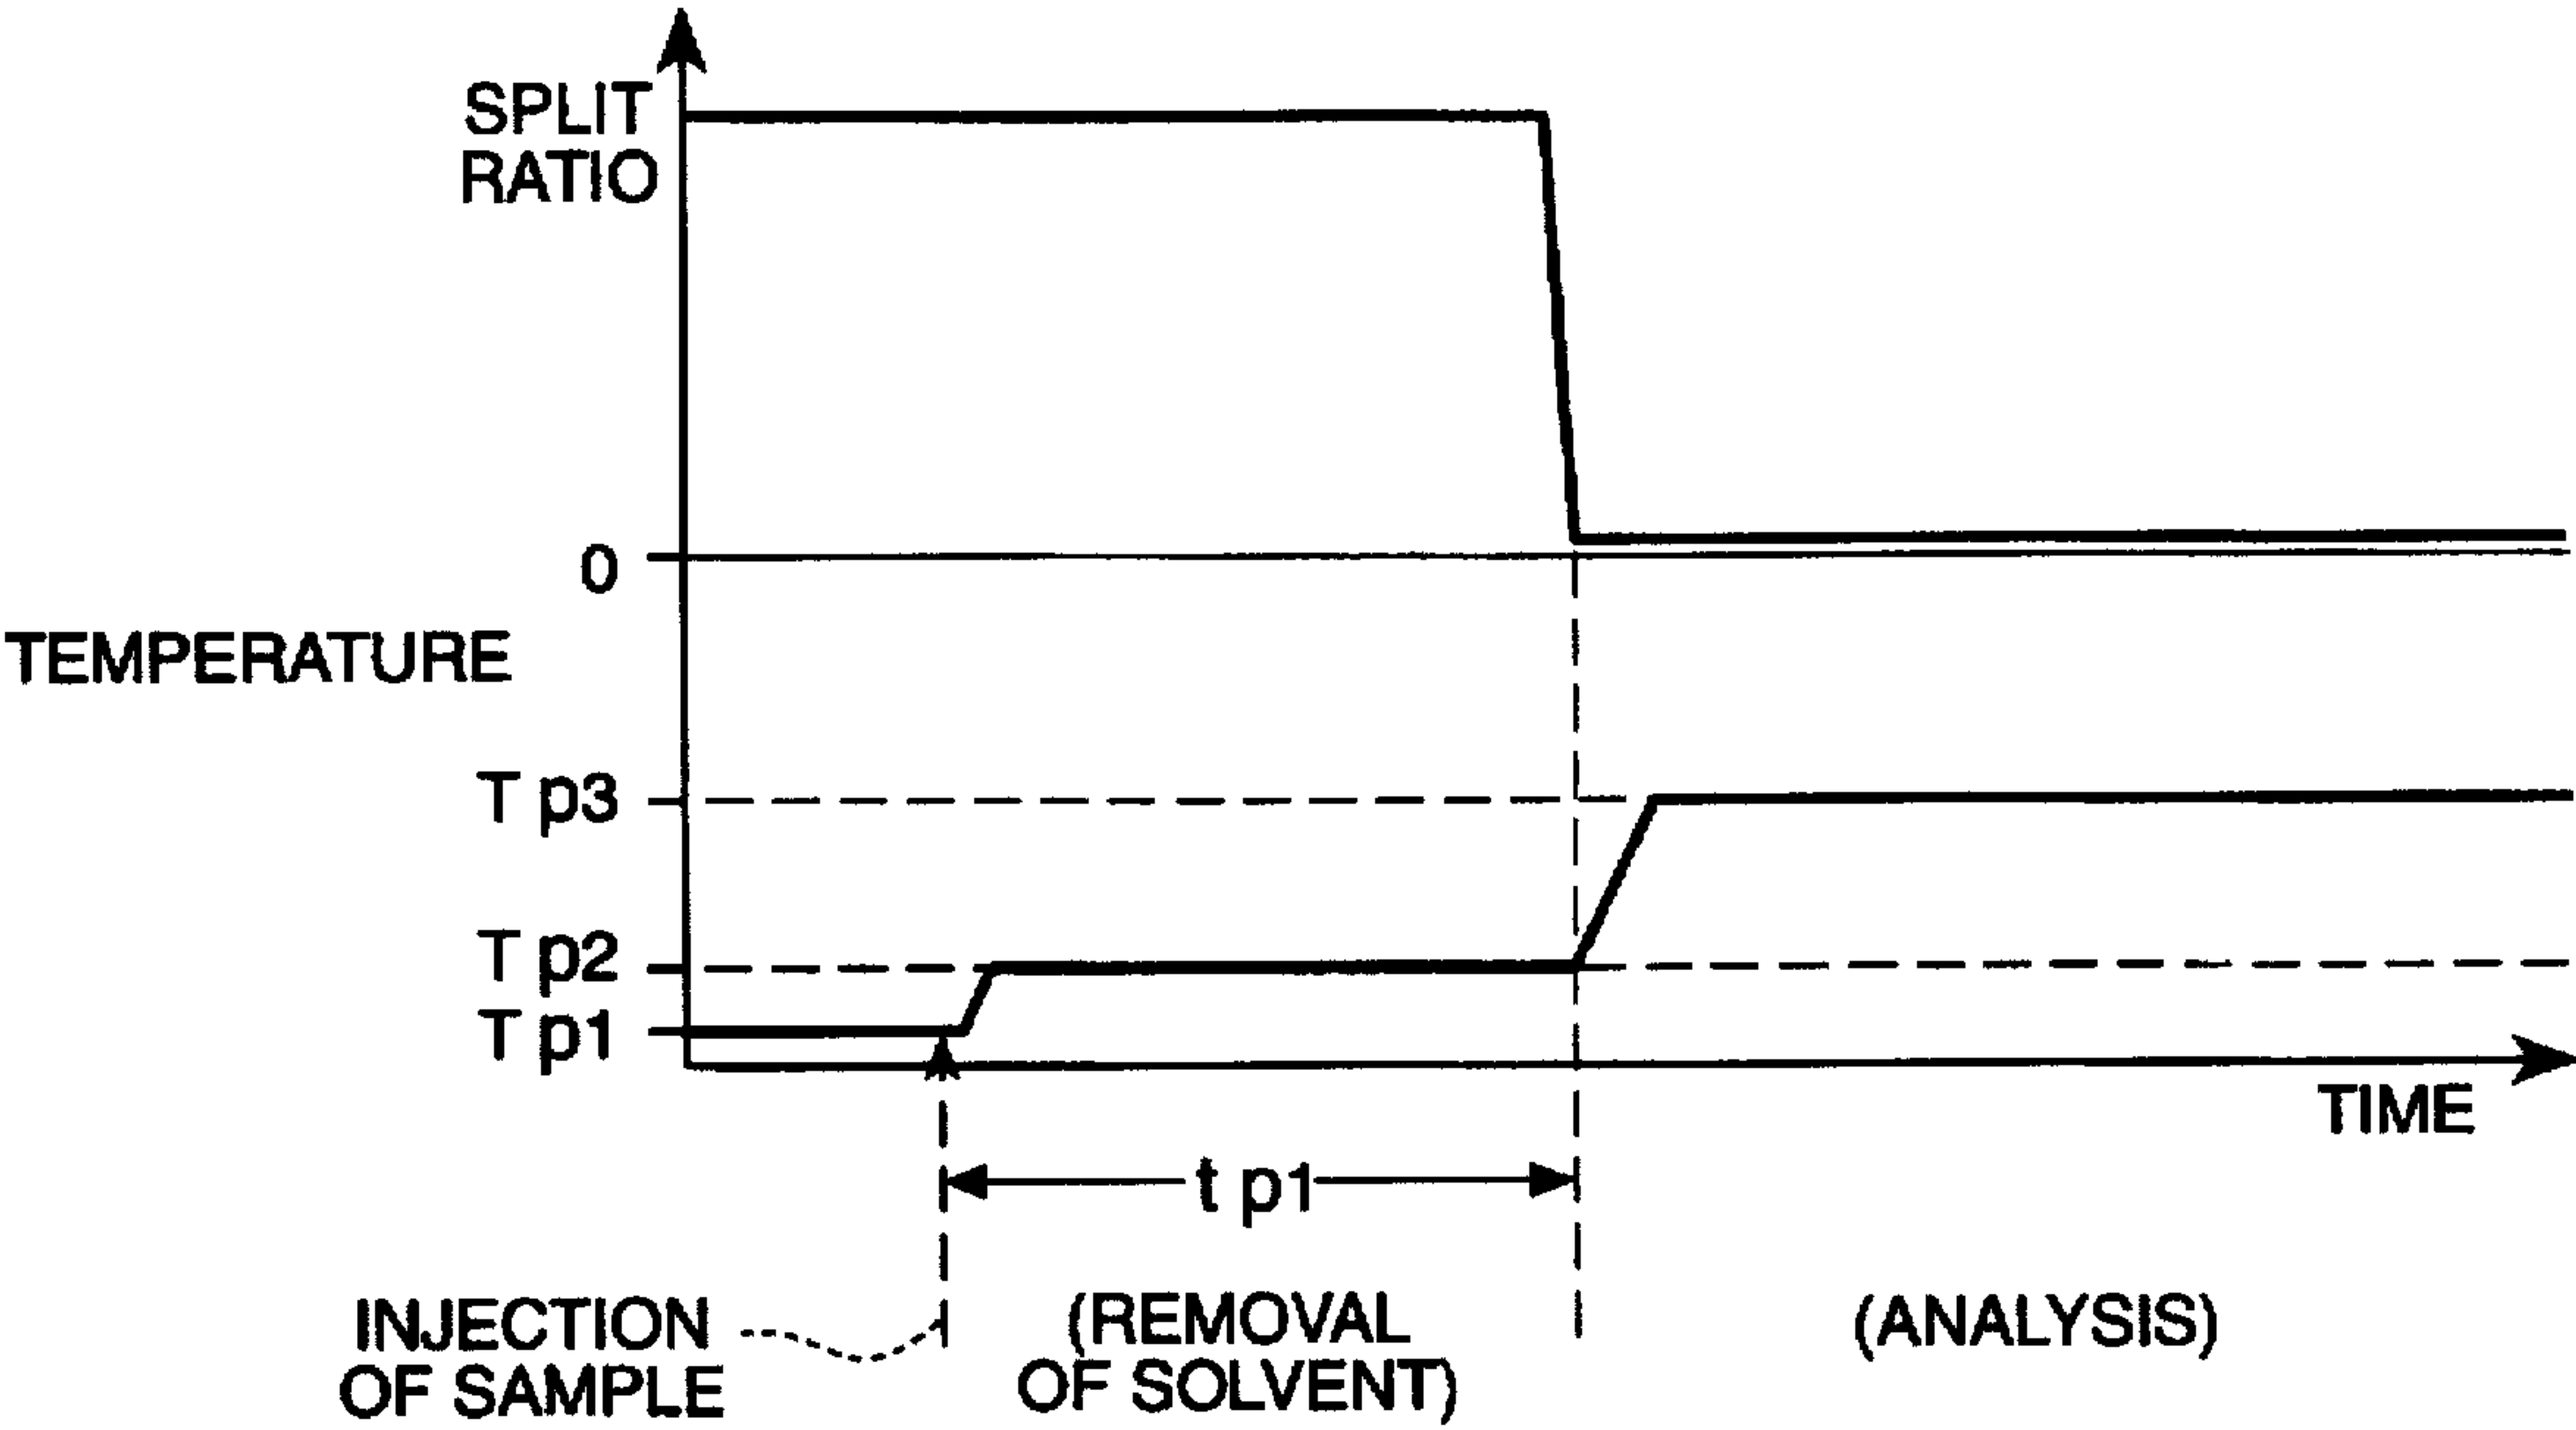 SPLIT
RATIO
0
TEMPERATURE
T p3
T p2
T p1
TIME
t p1
INJECTION
OF SAMPLE
(REMOVAL
OF SOLVENT)
(ANALYSIS)